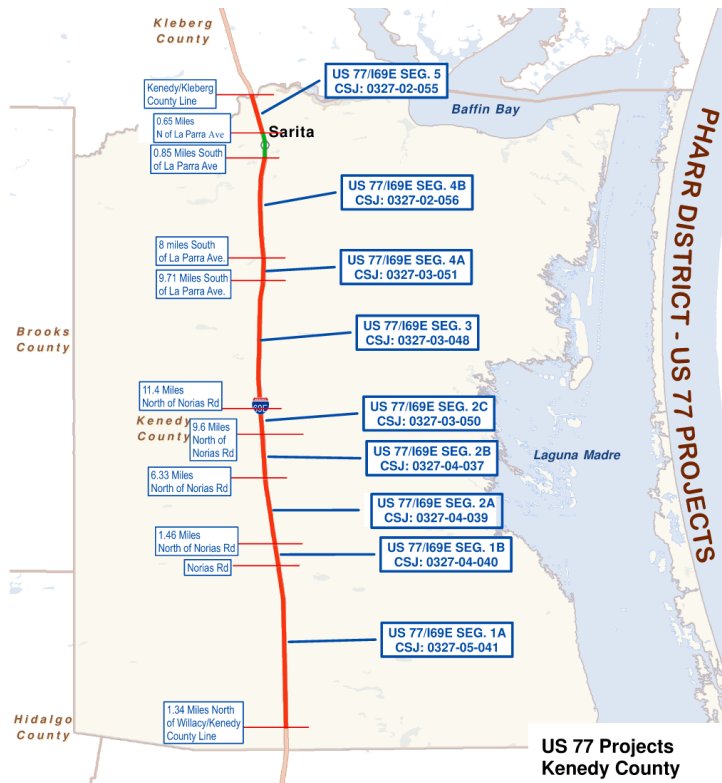 Kleberg
County
US 77/I69E SEG. 5
CSJ: 0327-02-055
Kenedy/Kleberg
County Line
Baffin Bay
0.65 Miles
N of La Parra Ave
Sarita
0.85 Miles South
of La Parra Ave
US 77/I69E SEG. 4B
CSJ: 0327-02-056
8 miles South
of La Parra Ave.
US 77/I69E SEG. 4A
CSJ: 0327-03-051
9.71 Miles South
of La Parra Ave.
Brooks
County
US 77/I69E SEG. 3
CSJ: 0327-03-048
11.4 Miles
North of Norias Rd
US 77/I69E SEG. 2C
CSJ: 0327-03-050
Kenedy
County
9.6 Miles
North of
Norias Rd
US 77/I69E SEG. 2B
CSJ: 0327-04-037
Laguna Madre
6.33 Miles
North of Norias Rd
US 77/I69E SEG. 2A
CSJ: 0327-04-039
1.46 Miles
North of Norias Rd
US 77/I69E SEG. 1B
CSJ: 0327-04-040
Norias Rd
US 77/I69E SEG. 1A
CSJ: 0327-05-041
1.34 Miles North
of Willacy/Kenedy
County Line
Hidalgo
County
PHARR DISTRICT - US 77 PROJECTS
US 77 Projects
Kenedy County